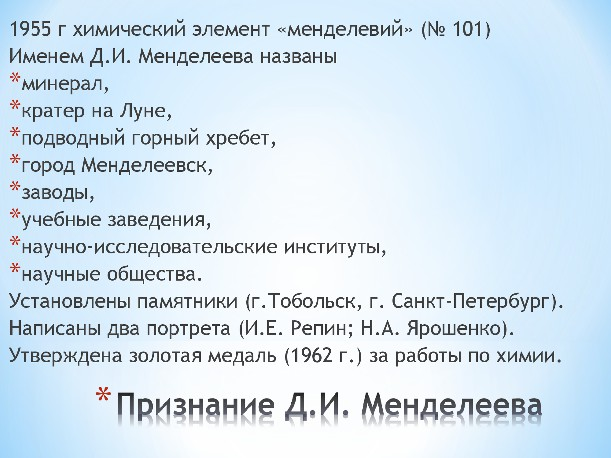 1955 г химический элемент «менделевий» (№ 101)
Именем Д.И. Менделеева названы
*минерал,
*кратер на Луне,
*подводный горный хребет,
*город Менделеевск,
*заводы,
*учебные заведения,
*научно-исследовательские институты,
*научные общества.
Установлены памятники (г.Тобольск, г. Санкт-Петербург).
Написаны два портрета (И.Е. Репин; Н.А. Ярошенко).
Утверждена золотая медаль (1962 г.) за работы по химии.
*Признание Д.И. Менделеева